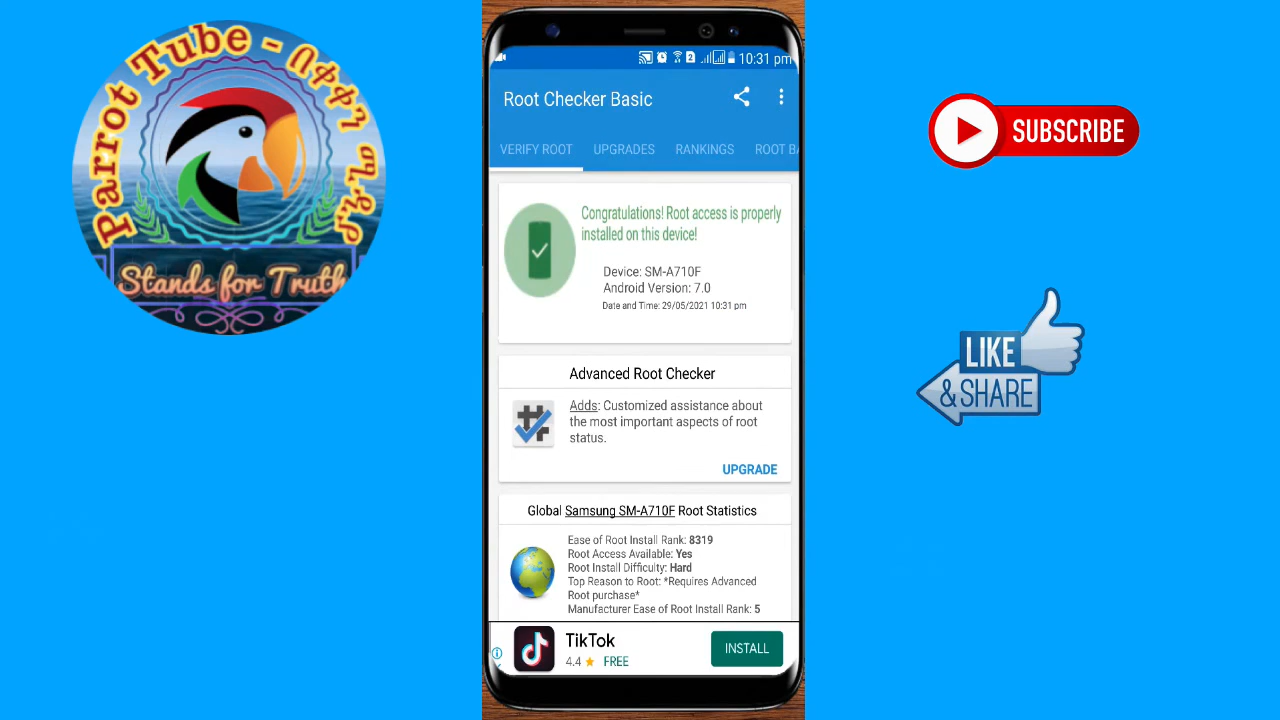 Parrot Tube - በቀቀን ሚዲያ
Stands for Truth
10:31 pm
Root Checker Basic
VERIFY ROOT
UPGRADES
RANKINGS
ROOT BA
Congratulations! Root access is properly
installed on this device!
Device: SM-A710F
Android Version: 7.0
Date and Time: 29/05/2021 10:31 pm
Advanced Root Checker
Adds: Customized assistance about
the most important aspects of root
status.
UPGRADE
Global Samsung SM-A710F Root Statistics
Ease of Root Install Rank: 8319
Root Access Available: Yes
Root Install Difficulty: Hard
Top Reason to Root: *Requires Advanced
Root purchase*
Manufacturer Ease of Root Install Rank: 5
TikTok
4.4 ★ FREE
INSTALL
SUBSCRIBE
LIKE
& SHARE